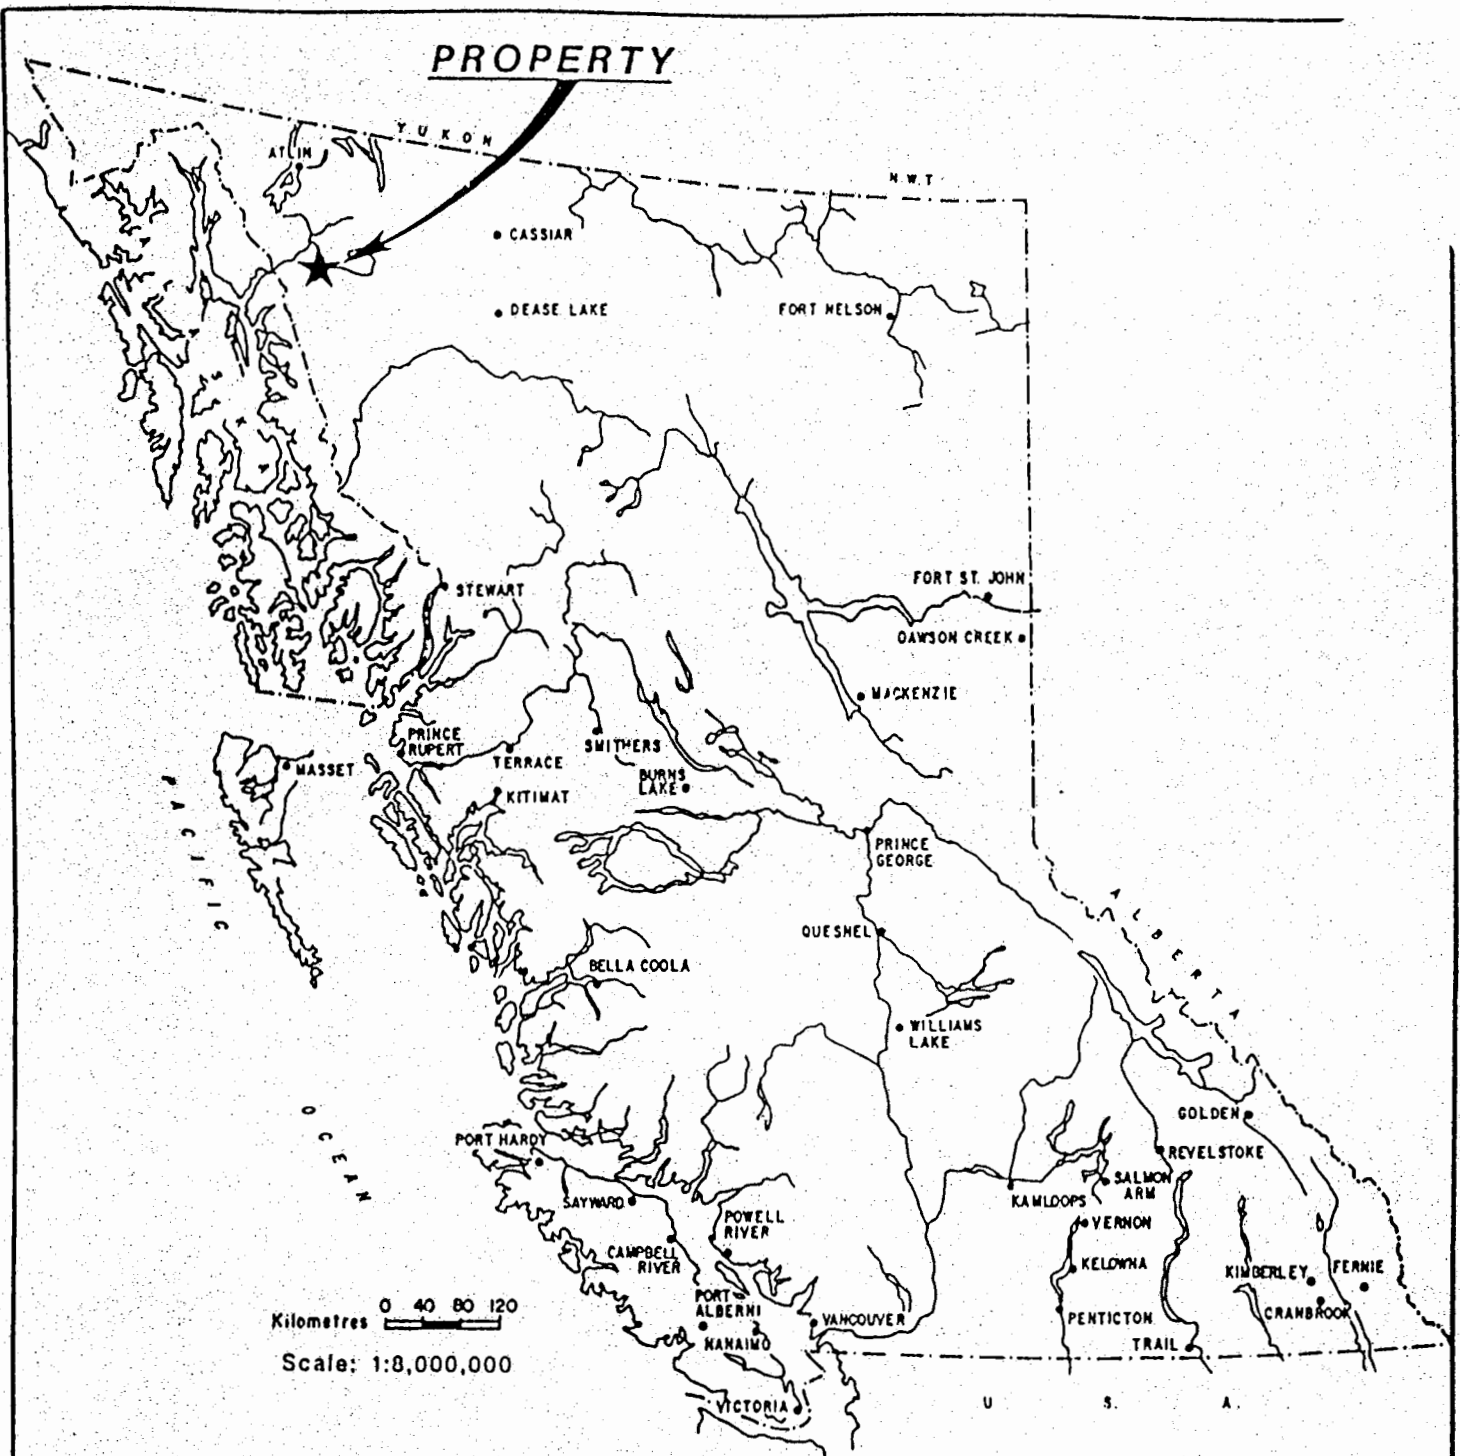 PROPERTY
YUKON
ATLIN
N.W.T
CASSIAR
DEASE LAKE
FORT NELSON
ALASKA
FORT ST. JOHN
STEWART
DAWSON CREEK
MACKENZIE
PRINCE
RUPERT
SMITHERS
TERRACE
MASSET
BURNS
LAKE
KITIMAT
PACIFIC
PRINCE
GEORGE
ALBERTA
QUESNEL
BELLA COOLA
WILLIAMS
LAKE
OCEAN
GOLDEN
PORT HARDY
REVELSTOKE
SALMON
ARM
SAYWARD
KAMLOOPS
POWELL
RIVER
VERNON
CAMPBELL
RIVER
KELOWNA
KIMBERLEY
FERNIE
PORT
ALBERNI
CRANBROOK
Kilometres 0 40 80 120
VANCOUVER
PENTICTON
NANAIMO
TRAIL
Scale: 1:8,000,000
VICTORIA
U. S. A.